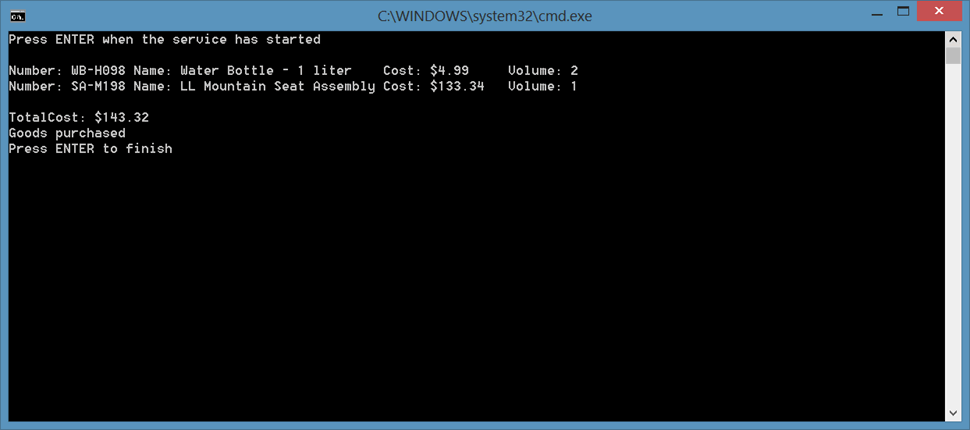 C:\WINDOWS\system32\cmd.exe
Press ENTER when the service has started
Number: WB-H098 Name: Water Bottle - 1 liter    Cost: $4.99     Volume: 2
Number: SA-M198 Name: LL Mountain Seat Assembly Cost: $133.34   Volume: 1
TotalCost: $143.32
Goods purchased
Press ENTER to finish